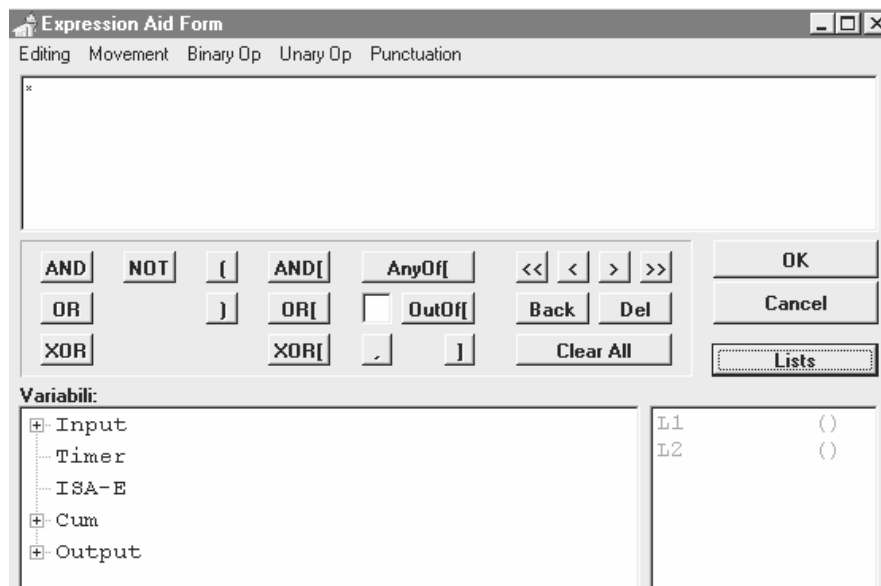 Expression Aid Form
Editing Movement Binary Op Unary Op Punctuation
*
AND NOT ( AND[ AnyOf[ << < > >> OK
OR ) OR[ OutOf[ Back Del Cancel
XOR XOR[ , ] Clear All Lists
Variabili:
Input L1 ()
Timer L2 ()
ISA-E
Cum
Output